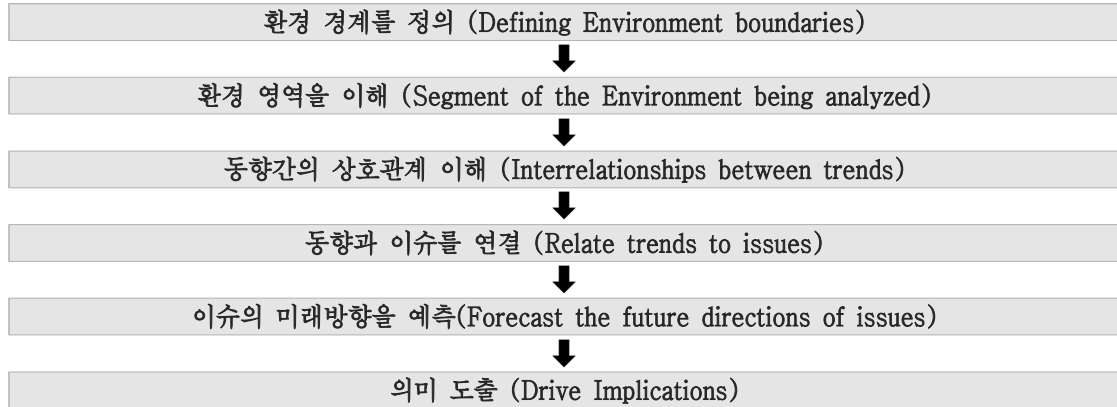 환경 경계를 정의 (Defining Environment boundaries)
환경 영역을 이해 (Segment of the Environment being analyzed)
동향간의 상호관계 이해 (Interrelationships between trends)
동향과 이슈를 연결 (Relate trends to issues)
이슈의 미래방향을 예측(Forecast the future directions of issues)
의미 도출 (Drive Implications)